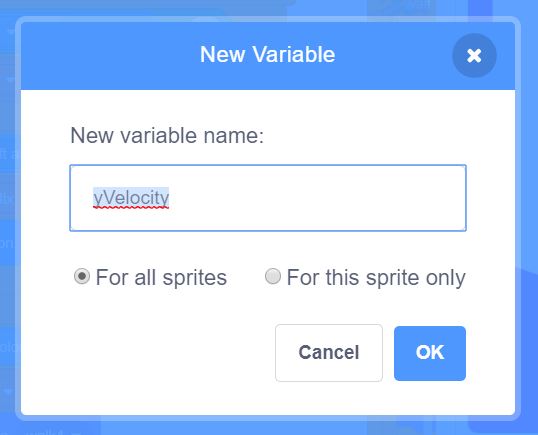 New Variable
New variable name:
yVelocity
For all sprites
For this sprite only
Cancel
OK